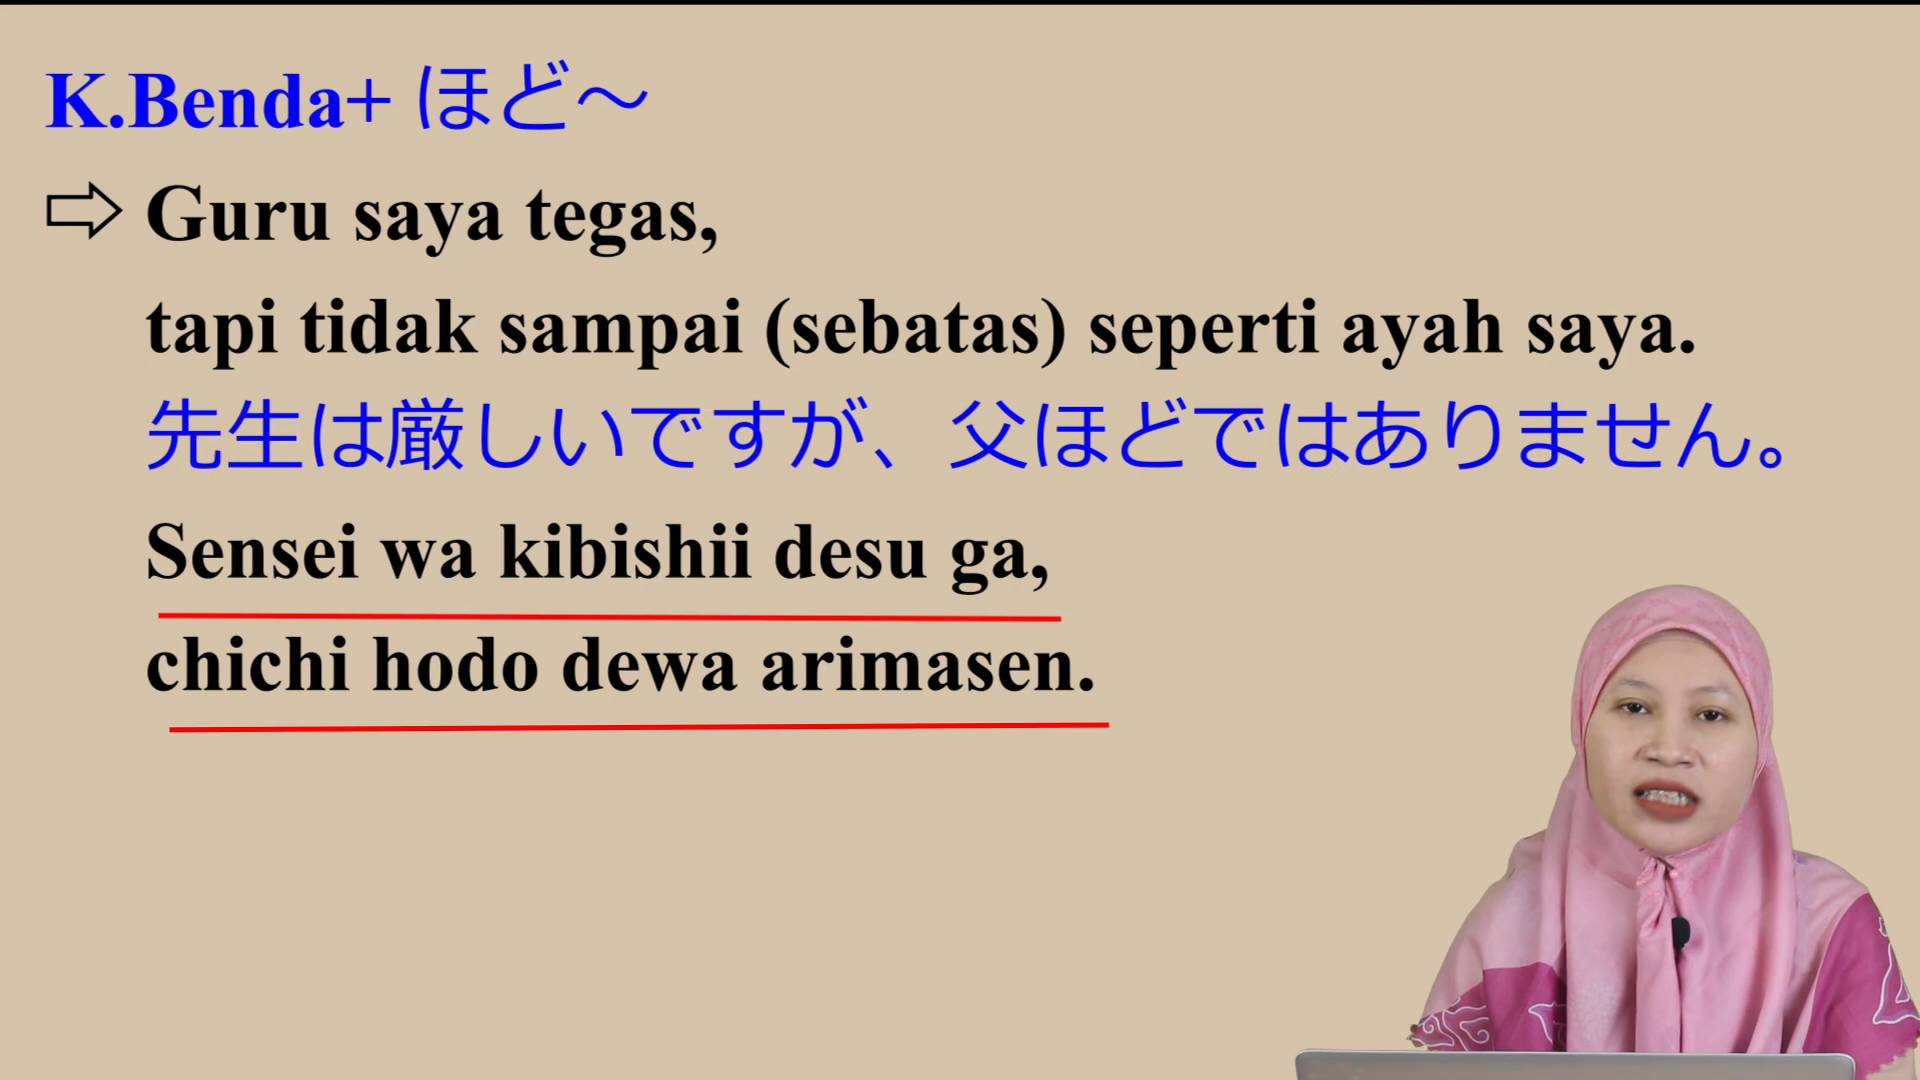 K.Benda+ ほど～
Guru saya tegas,
tapi tidak sampai (sebatas) seperti ayah saya.
先生は厳しいですが、父ほどではありません。
Sensei wa kibishii desu ga,
chichi hodo dewa arimasen.